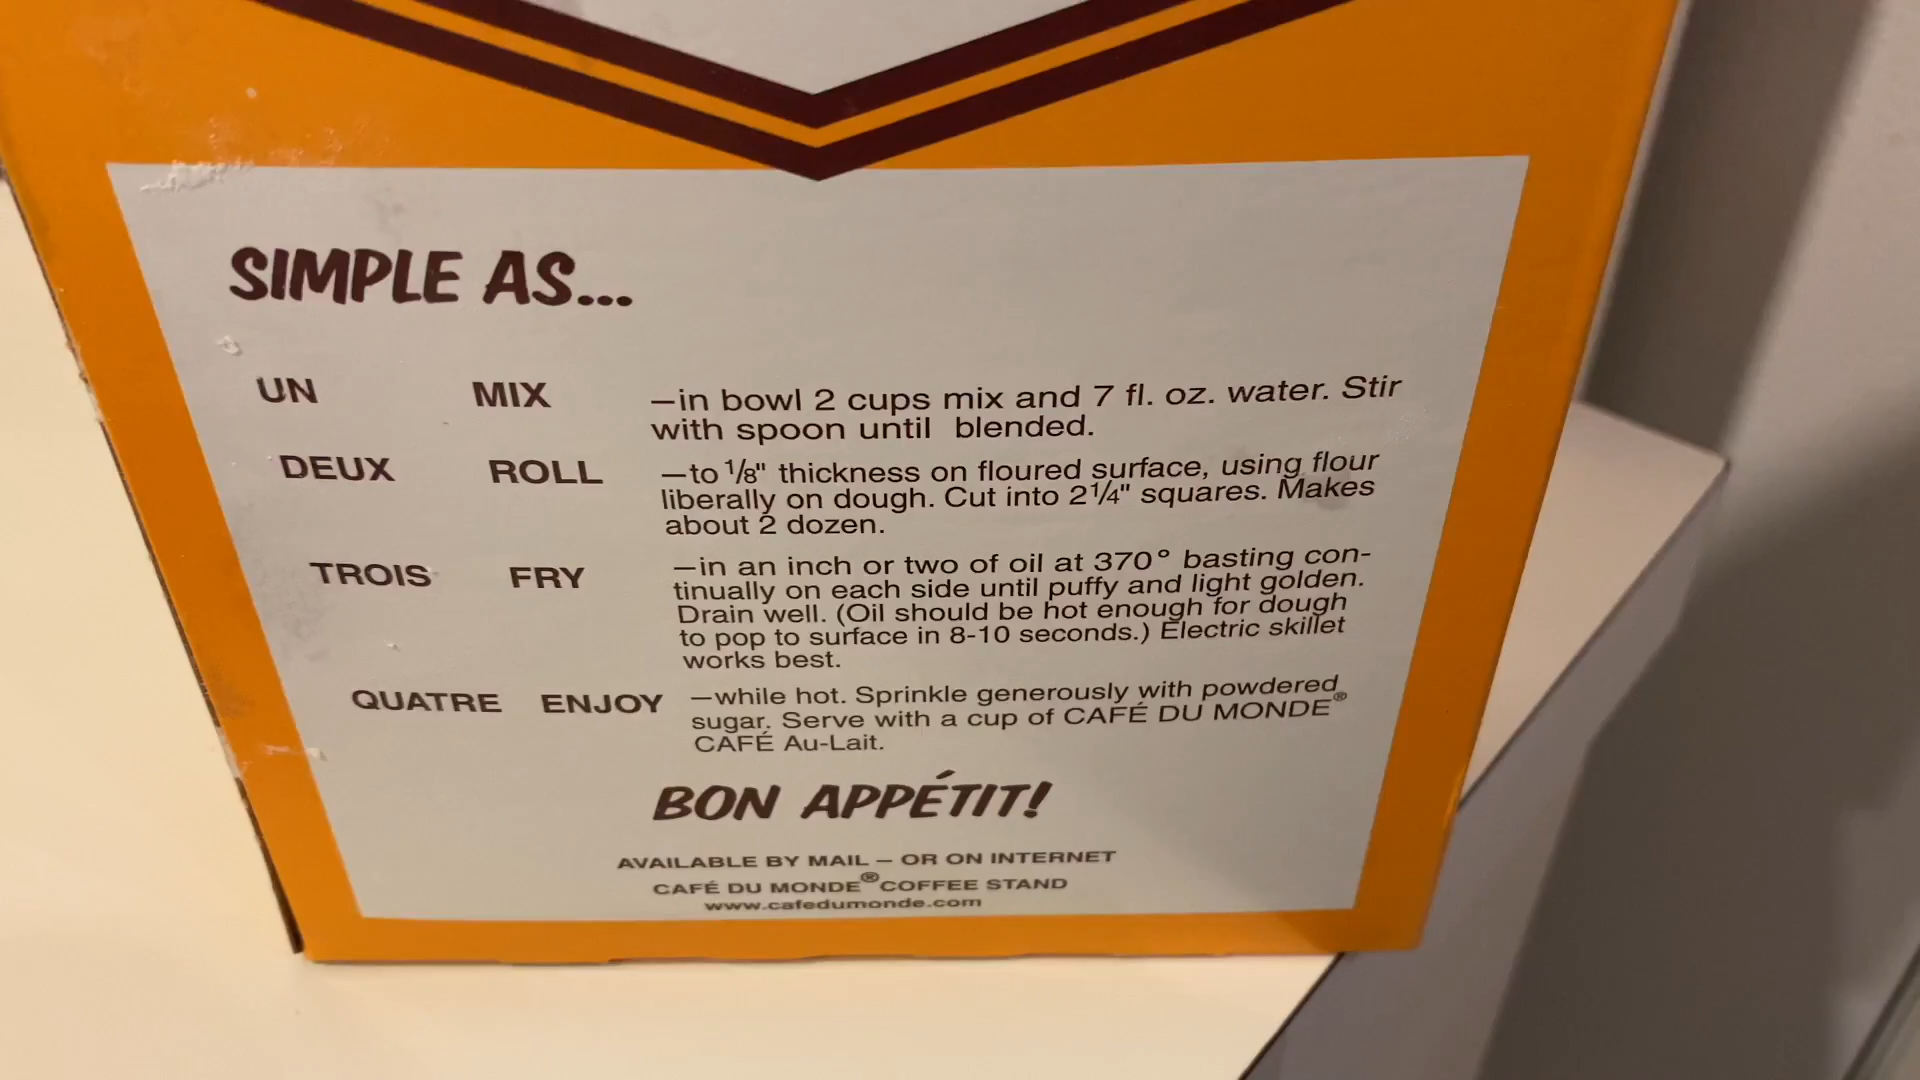 SIMPLE AS...
UN MIX —in bowl 2 cups mix and 7 fl. oz. water. Stir
with spoon until blended.
DEUX ROLL —to 1/8" thickness on floured surface, using flour
liberally on dough. Cut into 2 1/4" squares. Makes
about 2 dozen.
TROIS FRY —in an inch or two of oil at 370° basting con-
tinually on each side until puffy and light golden.
Drain well. (Oil should be hot enough for dough
to pop to surface in 8-10 seconds.) Electric skillet
works best.
QUATRE ENJOY —while hot. Sprinkle generously with powdered
sugar. Serve with a cup of CAFÉ DU MONDE®
CAFÉ Au-Lait.
BON APPÉTIT!
AVAILABLE BY MAIL — OR ON INTERNET
CAFÉ DU MONDE® COFFEE STAND
www.cafedumonde.com